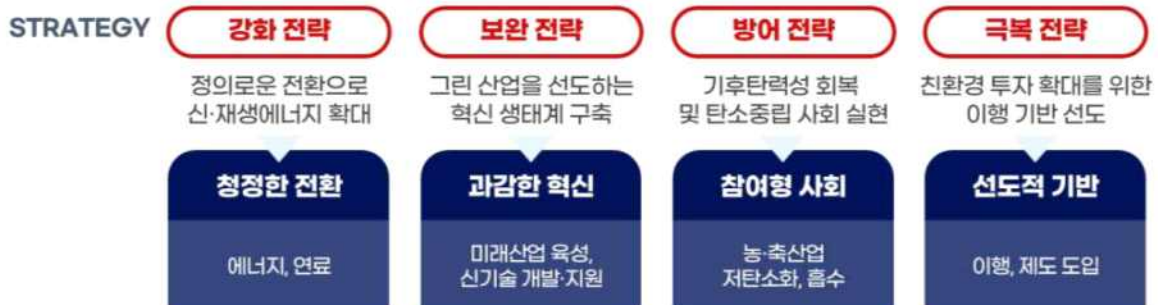 STRATEGY
강화 전략
보완 전략
방어 전략
극복 전략
정의로운 전환으로
신·재생에너지 확대
그린 산업을 선도하는
혁신 생태계 구축
기후탄력성 회복
및 탄소중립 사회 실현
친환경 투자 확대를 위한
이행 기반 선도
청정한 전환
과감한 혁신
참여형 사회
선도적 기반
에너지, 연료
미래산업 육성,
신기술 개발·지원
농·축산업
저탄소화, 흡수
이행, 제도 도입